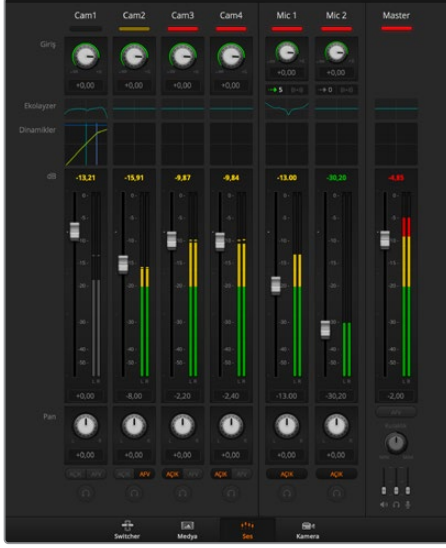 Cam1 Cam2 Cam3 Cam4 Mic 1 Mic 2 Master
Giriş
+0,00 +0,00 +0,00 +0,00 +0,00 +0,00
5 0
Ekolayzer
Dinamikler
dB -13,21 -15,91 -9,87 -9,84 -13.00 -30,20 -4,85
L R L R L R L R L R L R L R
+0,00 -8,00 -2,20 -2,40 -13.00 -30,20 -2,00
Pan
AFV
L R L R L R L R L R L R
+0,00 +0,00 +0,00 +0,00 +0,00 +0,00
AÇIK AFV AÇIK AFV AÇIK AFV AÇIK AFV AÇIK AÇIK
Switcher Medya Ses Kamera